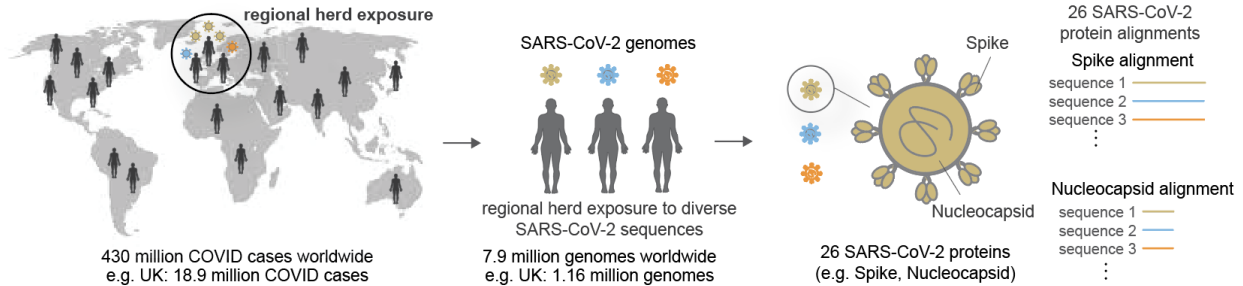 regional herd exposure
430 million COVID cases worldwide
e.g. UK: 18.9 million COVID cases
SARS-CoV-2 genomes
regional herd exposure to diverse
SARS-CoV-2 sequences
7.9 million genomes worldwide
e.g. UK: 1.16 million genomes
Spike
Nucleocapsid
26 SARS-CoV-2 proteins
(e.g. Spike, Nucleocapsid)
26 SARS-CoV-2
protein alignments
Spike alignment
sequence 1
sequence 2
sequence 3
⋮
Nucleocapsid alignment
sequence 1
sequence 2
sequence 3
⋮